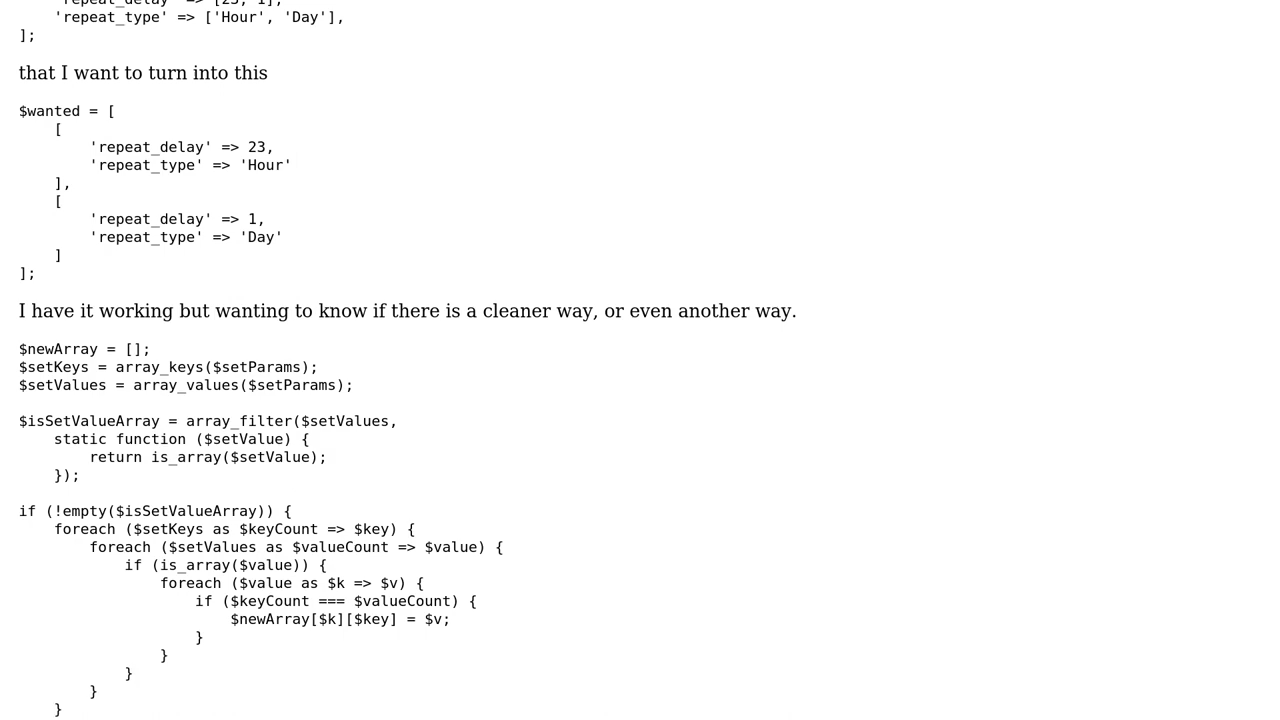 'repeat_delay' => [23, 1],
    'repeat_type' => ['Hour', 'Day'],
];
that I want to turn into this
$wanted = [
    [
        'repeat_delay' => 23,
        'repeat_type' => 'Hour'
    ],
    [
        'repeat_delay' => 1,
        'repeat_type' => 'Day'
    ]
];
I have it working but wanting to know if there is a cleaner way, or even another way.
$newArray = [];
$setKeys = array_keys($setParams);
$setValues = array_values($setParams);
$isSetValueArray = array_filter($setValues,
    static function ($setValue) {
        return is_array($setValue);
    });
if (!empty($isSetValueArray)) {
    foreach ($setKeys as $keyCount => $key) {
        foreach ($setValues as $valueCount => $value) {
            if (is_array($value)) {
                foreach ($value as $k => $v) {
                    if ($keyCount === $valueCount) {
                        $newArray[$k][$key] = $v;
                    }
                }
            }
        }
    }